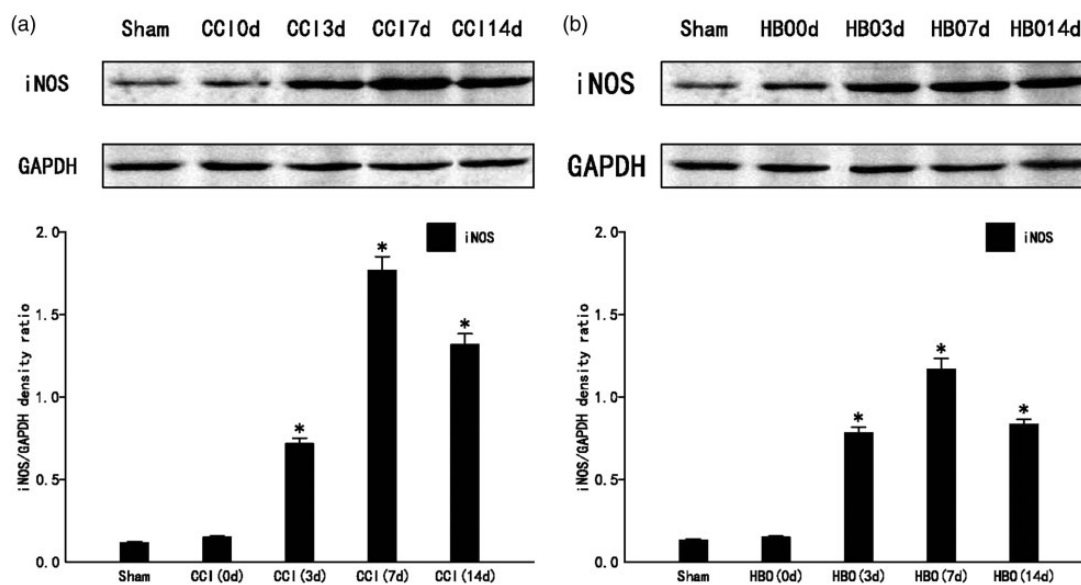 (a)
Sham CCI0d CCI3d CCI7d CCI14d
iNOS
GAPDH
2.0
1.5
1.0
0.5
0.0
iNOS/GAPDH density ratio
iNOS
*
*
*
Sham CCI(0d) CCI(3d) CCI(7d) CCI(14d)
(b)
Sham HBO0d HBO3d HBO7d HBO14d
iNOS
GAPDH
2.0
1.5
1.0
0.5
0.0
iNOS/GAPDH density ratio
iNOS
*
*
*
Sham HBO(0d) HBO(3d) HBO(7d) HBO(14d)